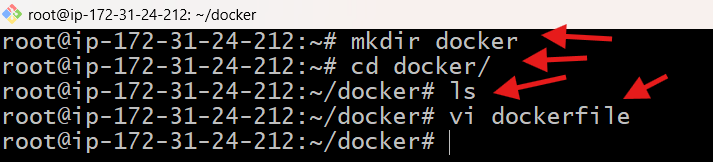 root@ip-172-31-24-212: ~/docker
root@ip-172-31-24-212:~# mkdir docker
root@ip-172-31-24-212:~# cd docker/
root@ip-172-31-24-212:~/docker# ls
root@ip-172-31-24-212:~/docker# vi dockerfile
root@ip-172-31-24-212:~/docker#